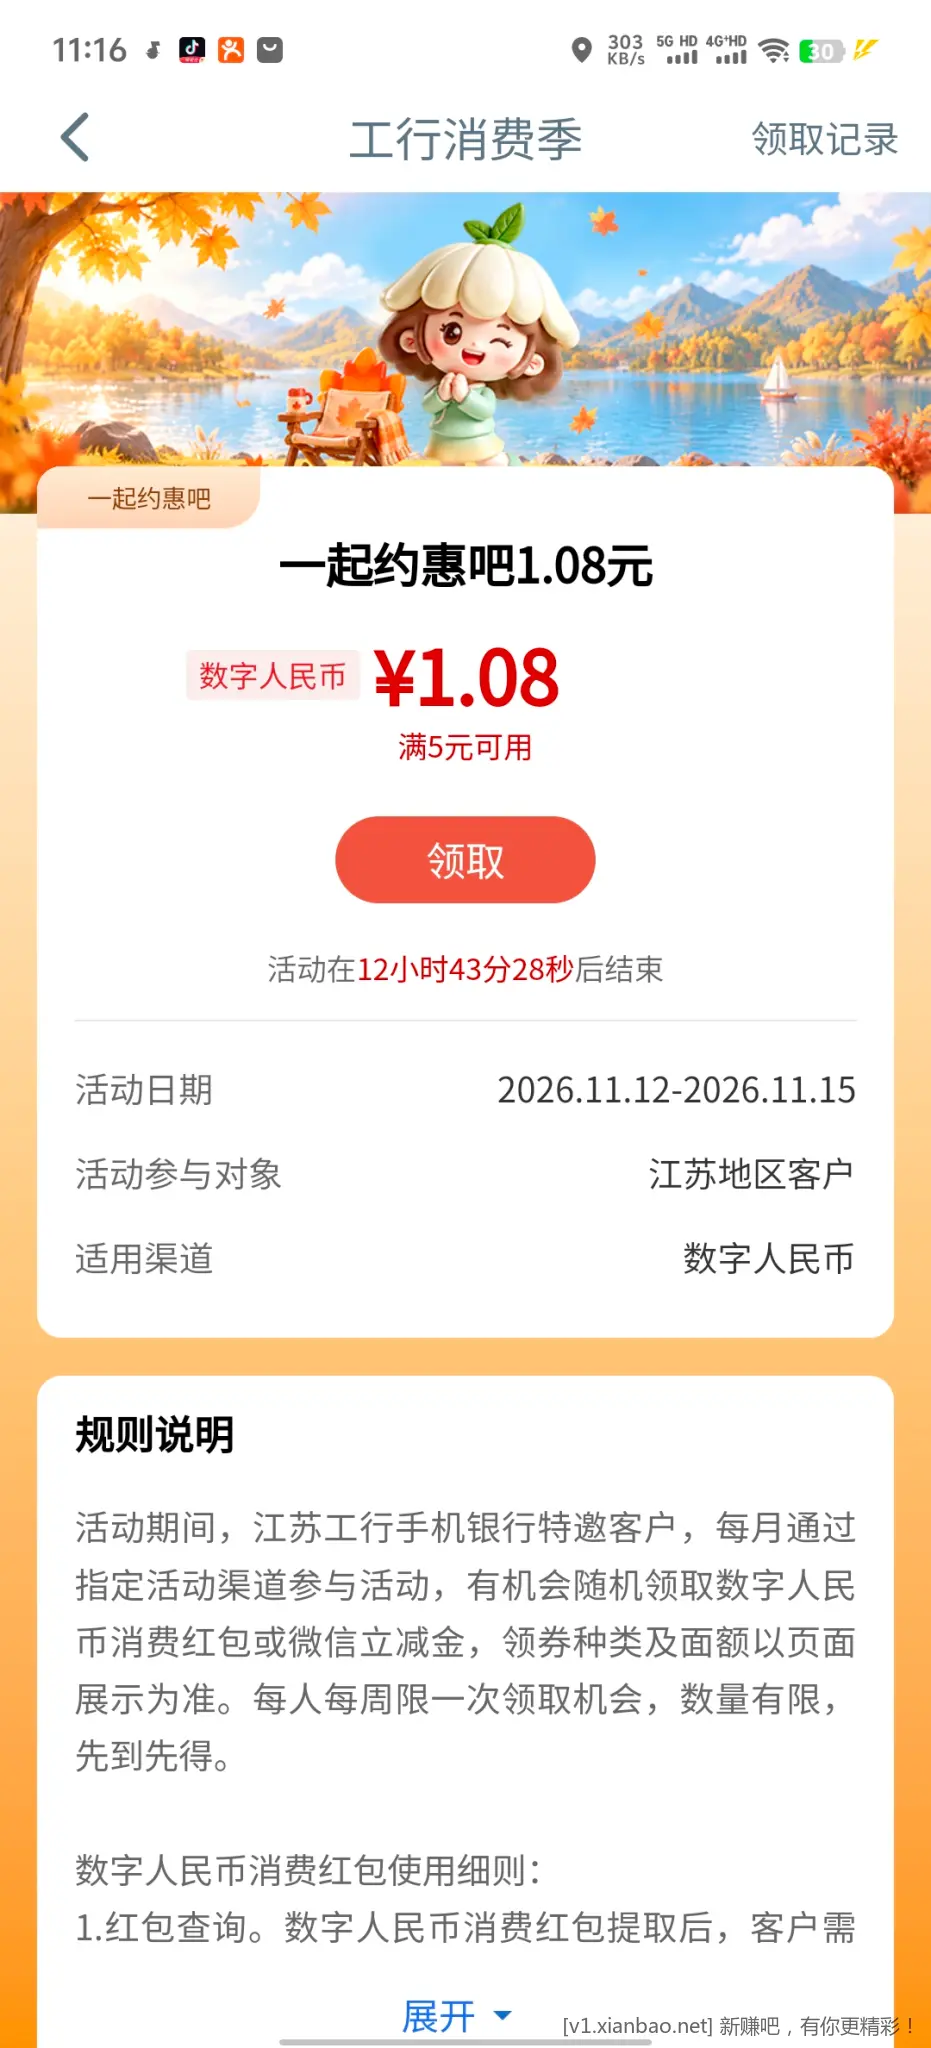 11:16
303 KB/s 5G HD 4G+HD 30
工行消费季
领取记录
一起约惠吧
一起约惠吧1.08元
数字人民币 ¥1.08
满5元可用
领取
活动在12小时43分28秒后结束
活动日期 2026.11.12-2026.11.15
活动参与对象 江苏地区客户
适用渠道 数字人民币
规则说明
活动期间，江苏工行手机银行特邀客户，每月通过
指定活动渠道参与活动，有机会随机领取数字人民
币消费红包或微信立减金，领券种类及面额以页面
展示为准。每人每周限一次领取机会，数量有限，
先到先得。
数字人民币消费红包使用细则：
1.红包查询。数字人民币消费红包提取后，客户需
展开
[v1.xianbao.net] 新赚吧，有你更精彩！